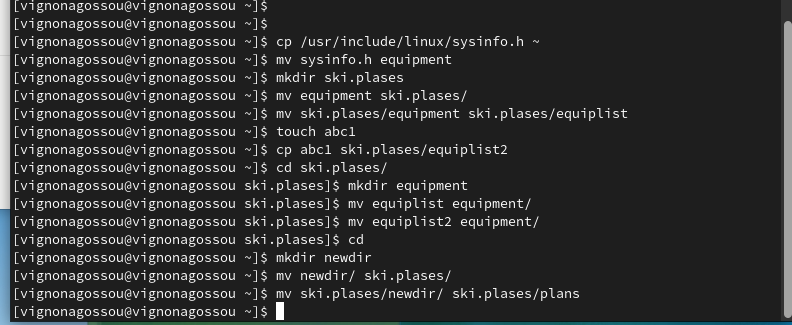 [vignonagossou@vignonagossou ~]$
[vignonagossou@vignonagossou ~]$
[vignonagossou@vignonagossou ~]$ cp /usr/include/linux/sysinfo.h ~
[vignonagossou@vignonagossou ~]$ mv sysinfo.h equipment
[vignonagossou@vignonagossou ~]$ mkdir ski.plases
[vignonagossou@vignonagossou ~]$ mv equipment ski.plases/
[vignonagossou@vignonagossou ~]$ mv ski.plases/equipment ski.plases/equiplist
[vignonagossou@vignonagossou ~]$ touch abc1
[vignonagossou@vignonagossou ~]$ cp abc1 ski.plases/equiplist2
[vignonagossou@vignonagossou ~]$ cd ski.plases/
[vignonagossou@vignonagossou ski.plases]$ mkdir equipment
[vignonagossou@vignonagossou ski.plases]$ mv equiplist equipment/
[vignonagossou@vignonagossou ski.plases]$ mv equiplist2 equipment/
[vignonagossou@vignonagossou ski.plases]$ cd
[vignonagossou@vignonagossou ~]$ mkdir newdir
[vignonagossou@vignonagossou ~]$ mv newdir/ ski.plases/
[vignonagossou@vignonagossou ~]$ mv ski.plases/newdir/ ski.plases/plans
[vignonagossou@vignonagossou ~]$